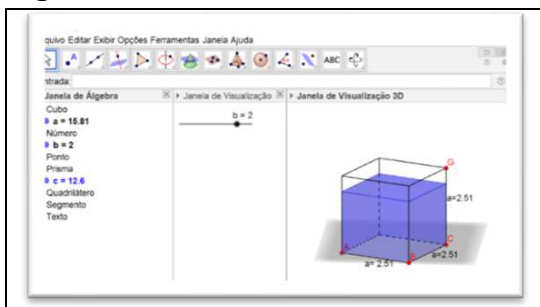 quivo Editar Exibir Opções Ferramentas Janela Ajuda
ABC
ntrada:
Janela de Álgebra
Janela de Visualização
Janela de Visualização 3D
Cubo
a = 15.81
Número
b = 2
Ponto
Prisma
c = 12.6
Quadrilátero
Segmento
Texto
b = 2
G
a=2.51
A
B
C
a=2.51
a= 2.51